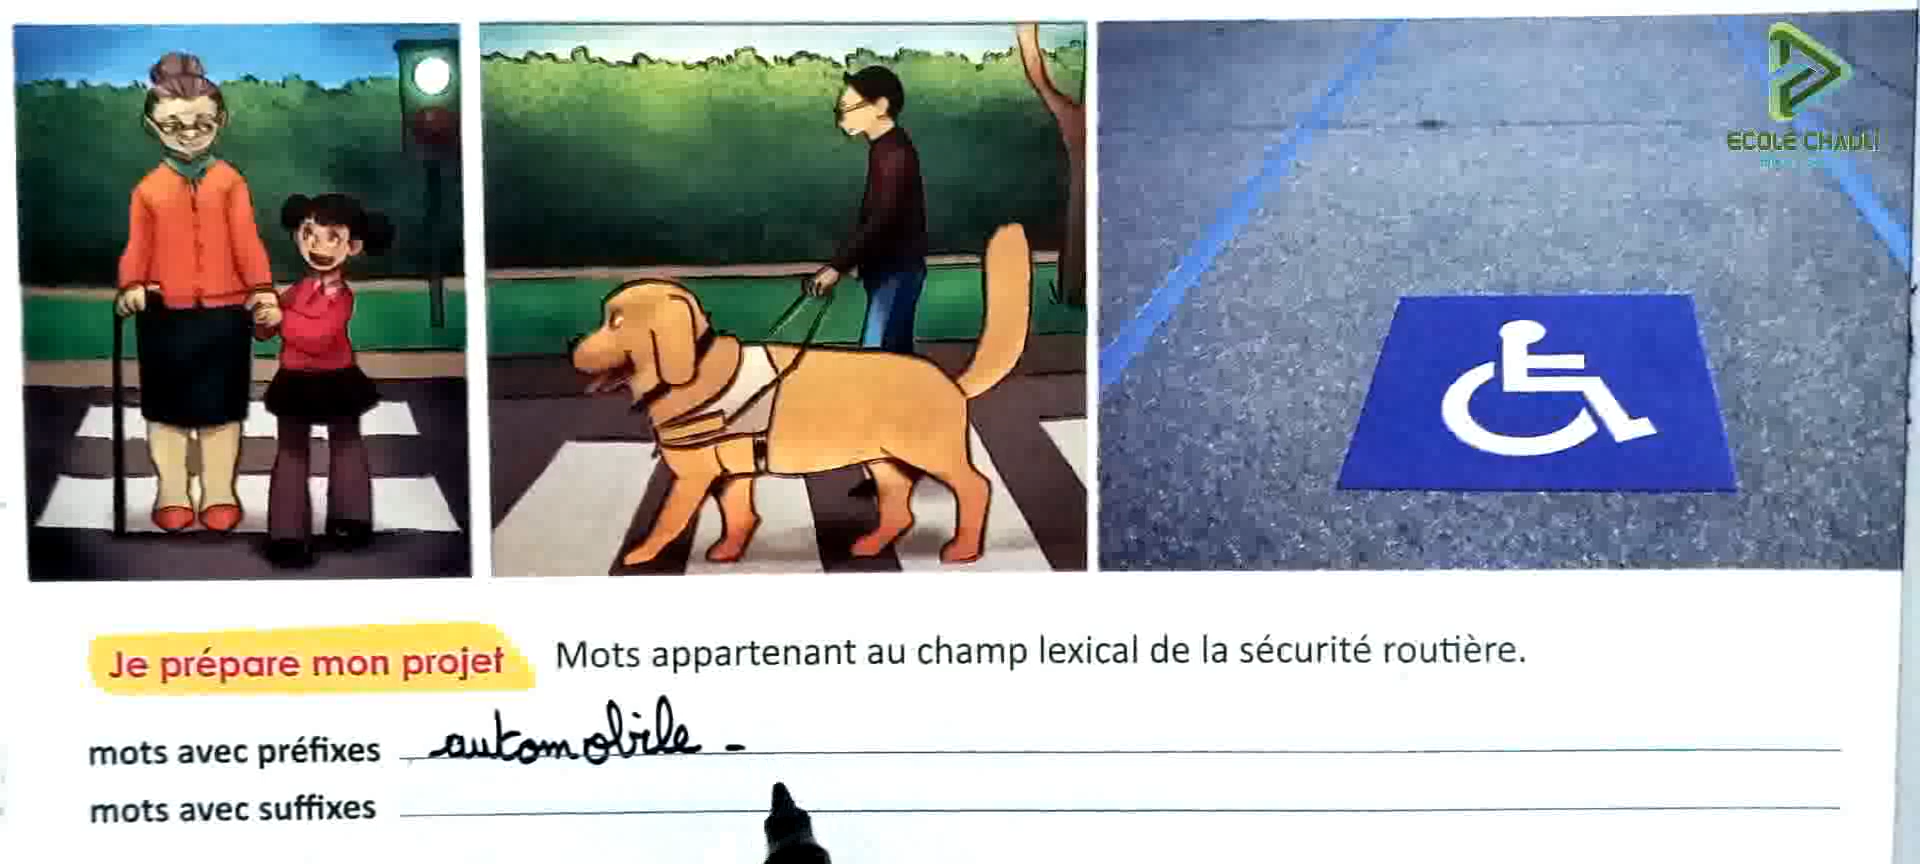 ECOLE CHADLI
Je prépare mon projet Mots appartenant au champ lexical de la sécurité routière.
mots avec préfixes automobile -
mots avec suffixes